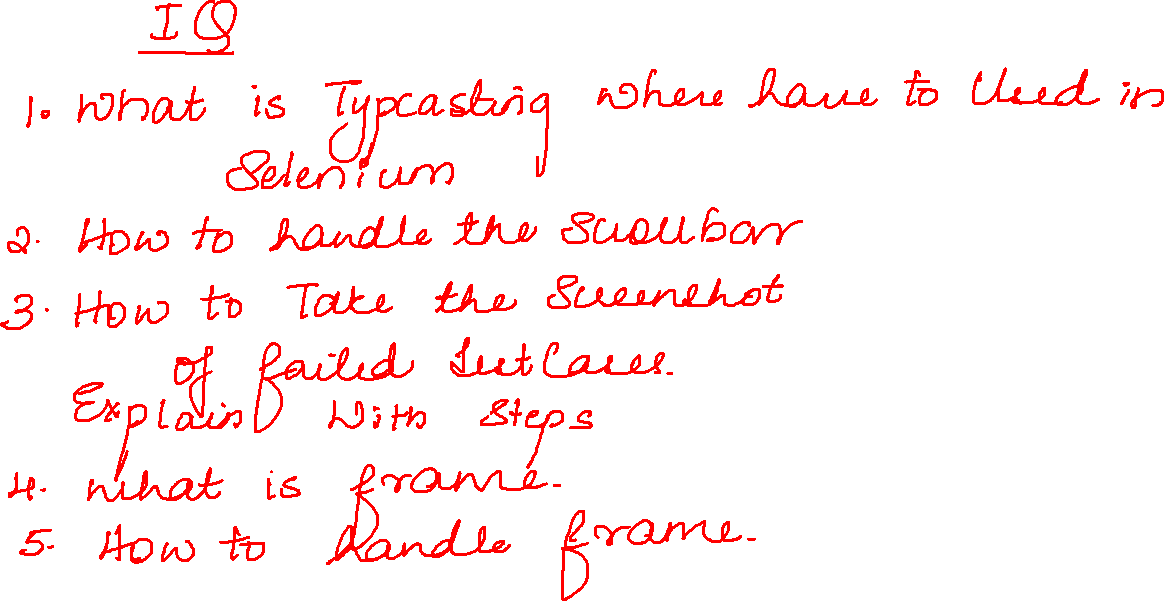 IQ
1. What is Typcasting where have to Used in
Selenium
2. How to handle the Scrollbar
3. How to Take the Screenshot
of failed TestCases.
Explain With Steps
4. What is frame.
5. How to handle frame.